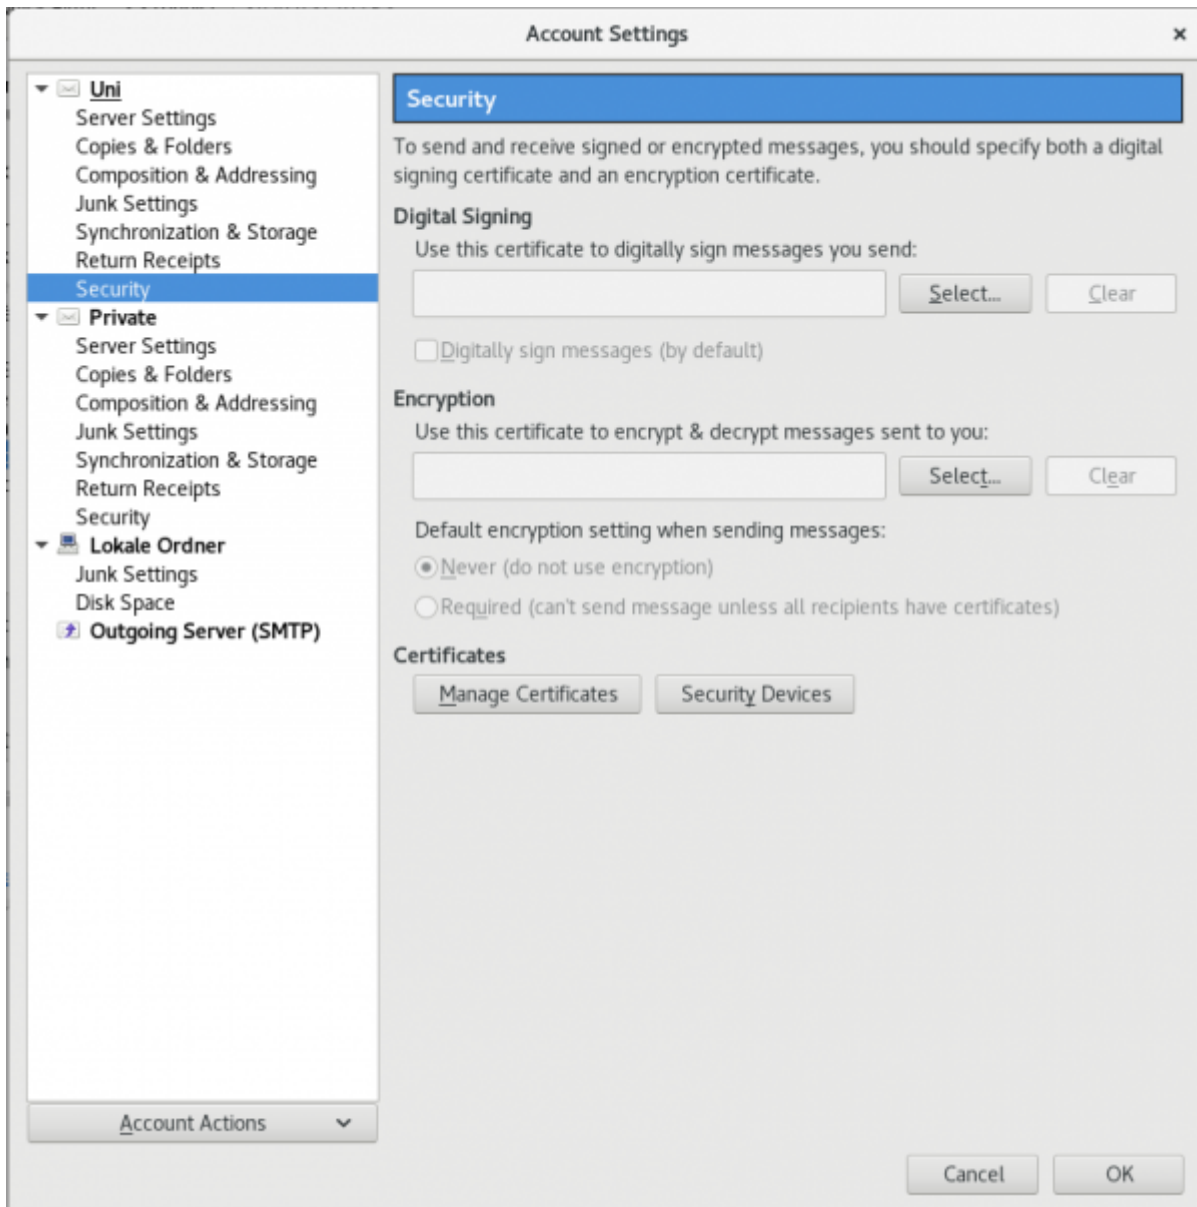 Account Settings
Uni
Server Settings
Copies & Folders
Composition & Addressing
Junk Settings
Synchronization & Storage
Return Receipts
Security
Private
Server Settings
Copies & Folders
Composition & Addressing
Junk Settings
Synchronization & Storage
Return Receipts
Security
Lokale Ordner
Junk Settings
Disk Space
Outgoing Server (SMTP)
Account Actions
Security
To send and receive signed or encrypted messages, you should specify both a digital
signing certificate and an encryption certificate.
Digital Signing
Use this certificate to digitally sign messages you send:
Select... Clear
Digitally sign messages (by default)
Encryption
Use this certificate to encrypt & decrypt messages sent to you:
Select... Clear
Default encryption setting when sending messages:
Never (do not use encryption)
Required (can't send message unless all recipients have certificates)
Certificates
Manage Certificates Security Devices
Cancel OK